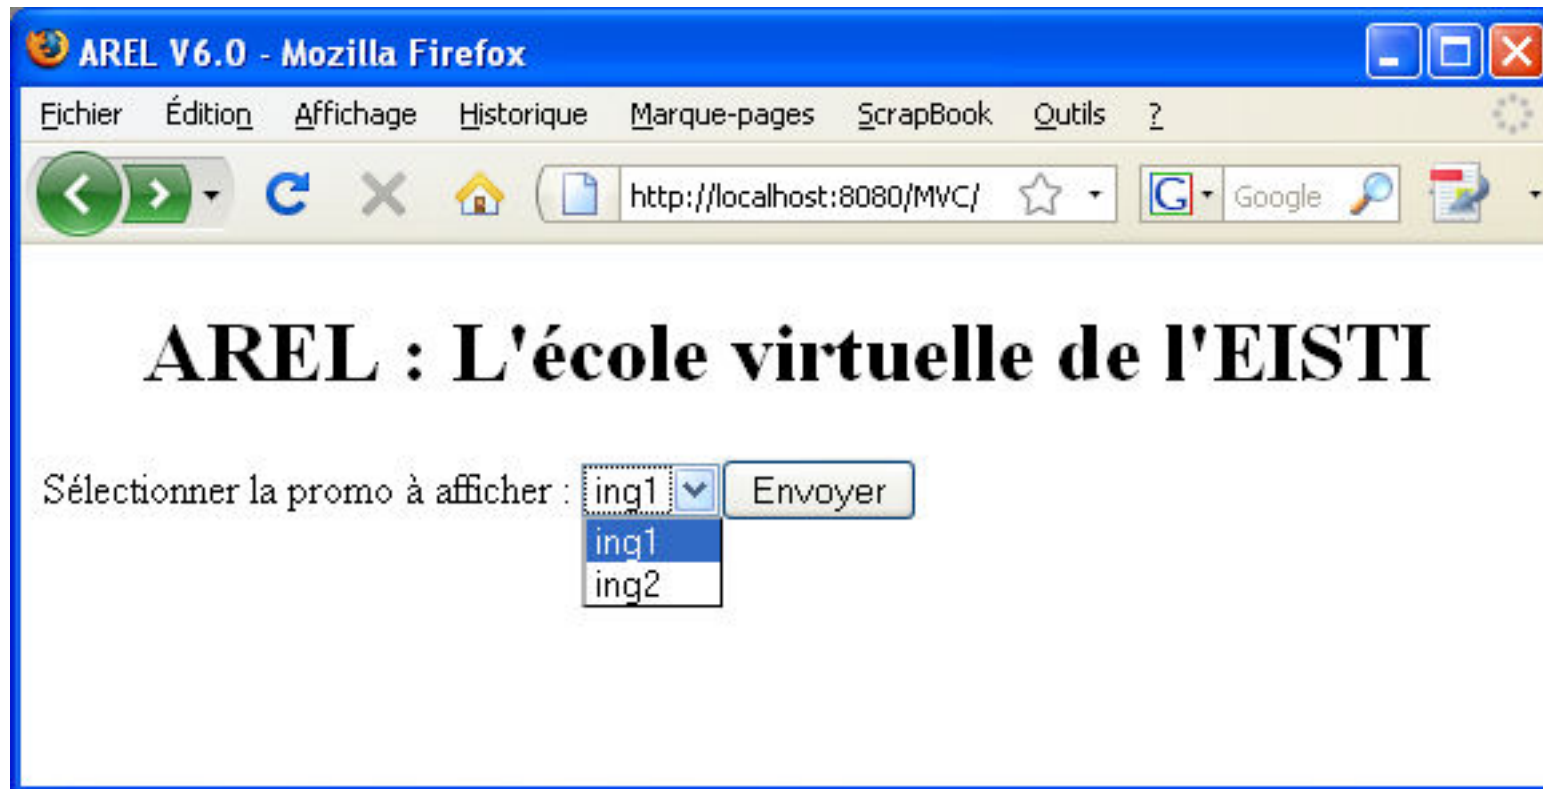 AREL V6.0 - Mozilla Firefox
Fichier Édition Affichage Historique Marque-pages ScrapBook Outils ?
http://localhost:8080/MVC/ G Google
AREL : L'école virtuelle de l'EISTI
Sélectionner la promo à afficher : ing1 Envoyer
ing1
ing2